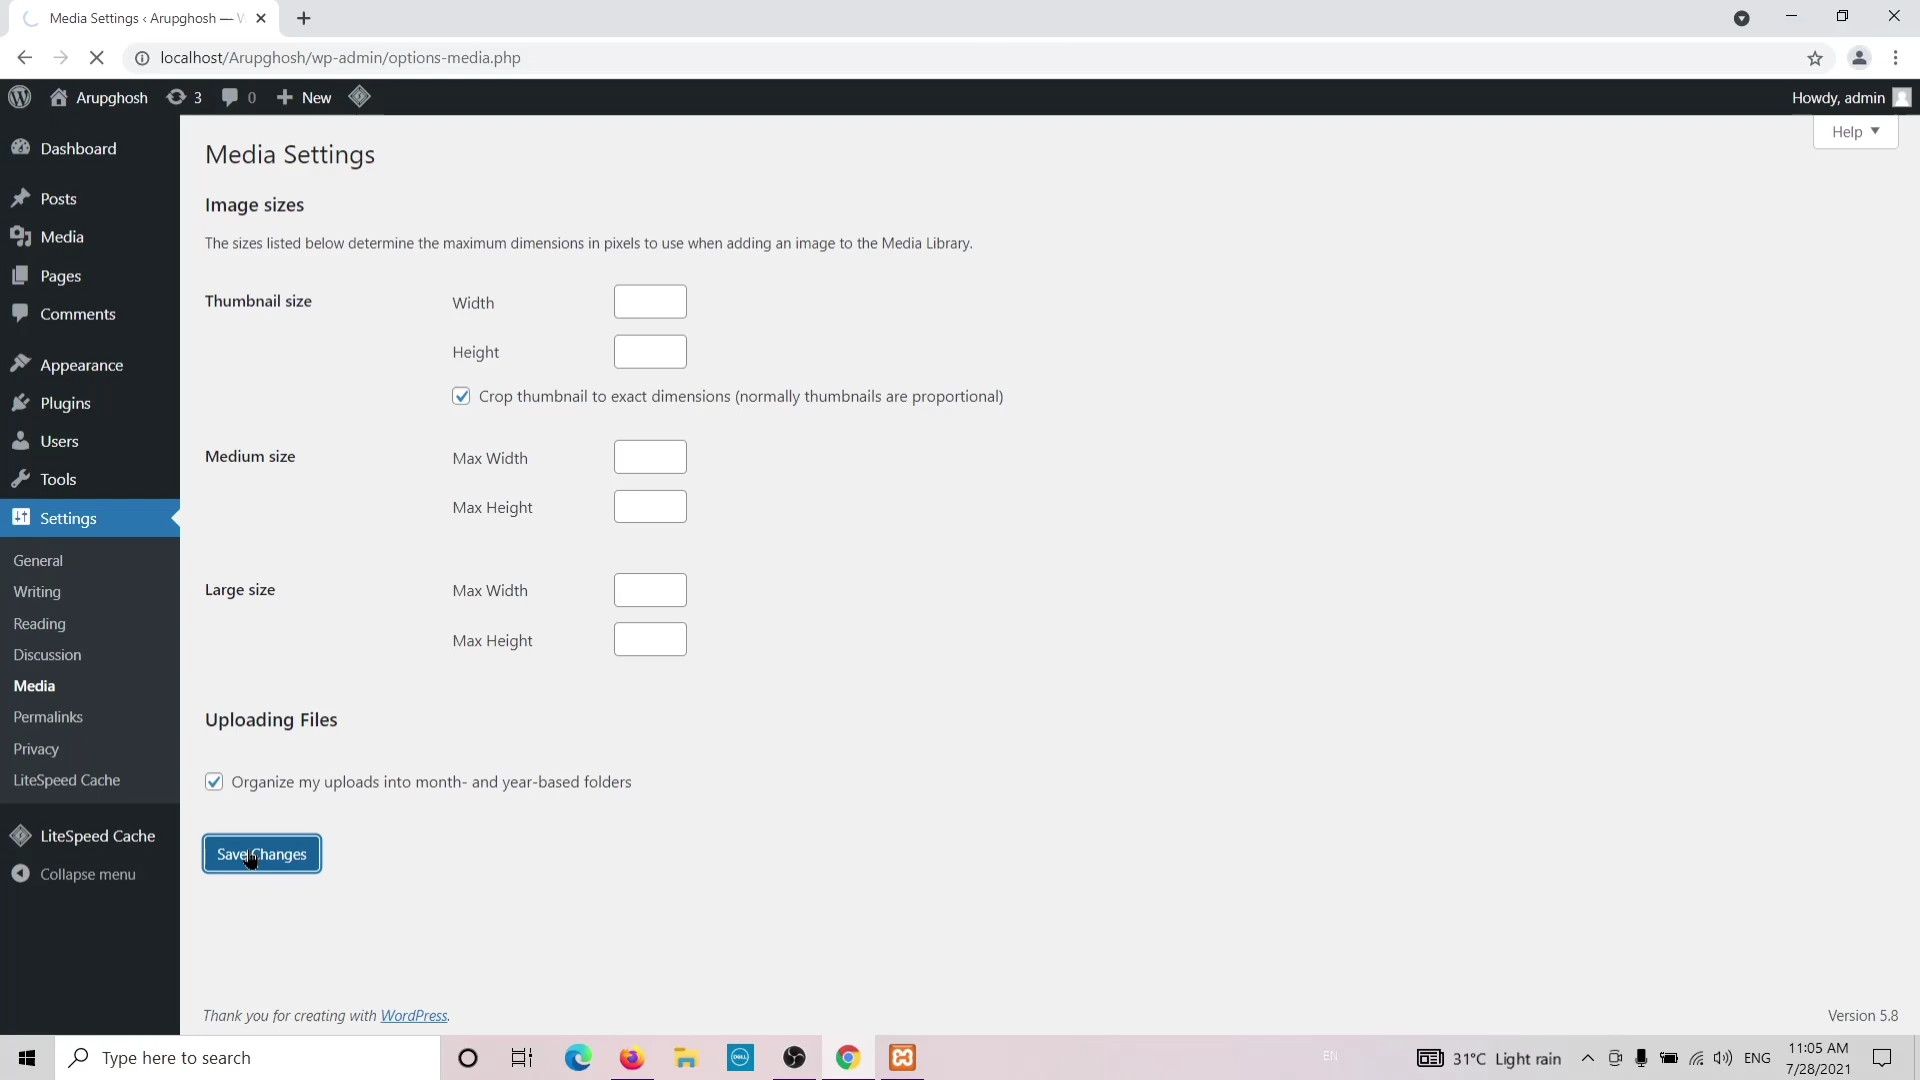 Media Settings ‹ Arupghosh — W
localhost/Arupghosh/wp-admin/options-media.php
Arupghosh 3 0 New
Howdy, admin
Help
Dashboard
Posts
Media
Pages
Comments
Appearance
Plugins
Users
Tools
Settings
General
Writing
Reading
Discussion
Media
Permalinks
Privacy
LiteSpeed Cache
LiteSpeed Cache
Collapse menu
Media Settings
Image sizes
The sizes listed below determine the maximum dimensions in pixels to use when adding an image to the Media Library.
Thumbnail size Width
Height
Crop thumbnail to exact dimensions (normally thumbnails are proportional)
Medium size Max Width
Max Height
Large size Max Width
Max Height
Uploading Files
Organize my uploads into month- and year-based folders
Save Changes
Thank you for creating with WordPress.
Version 5.8
Type here to search
DELL
EN
31°C Light rain
ENG
11:05 AM
7/28/2021